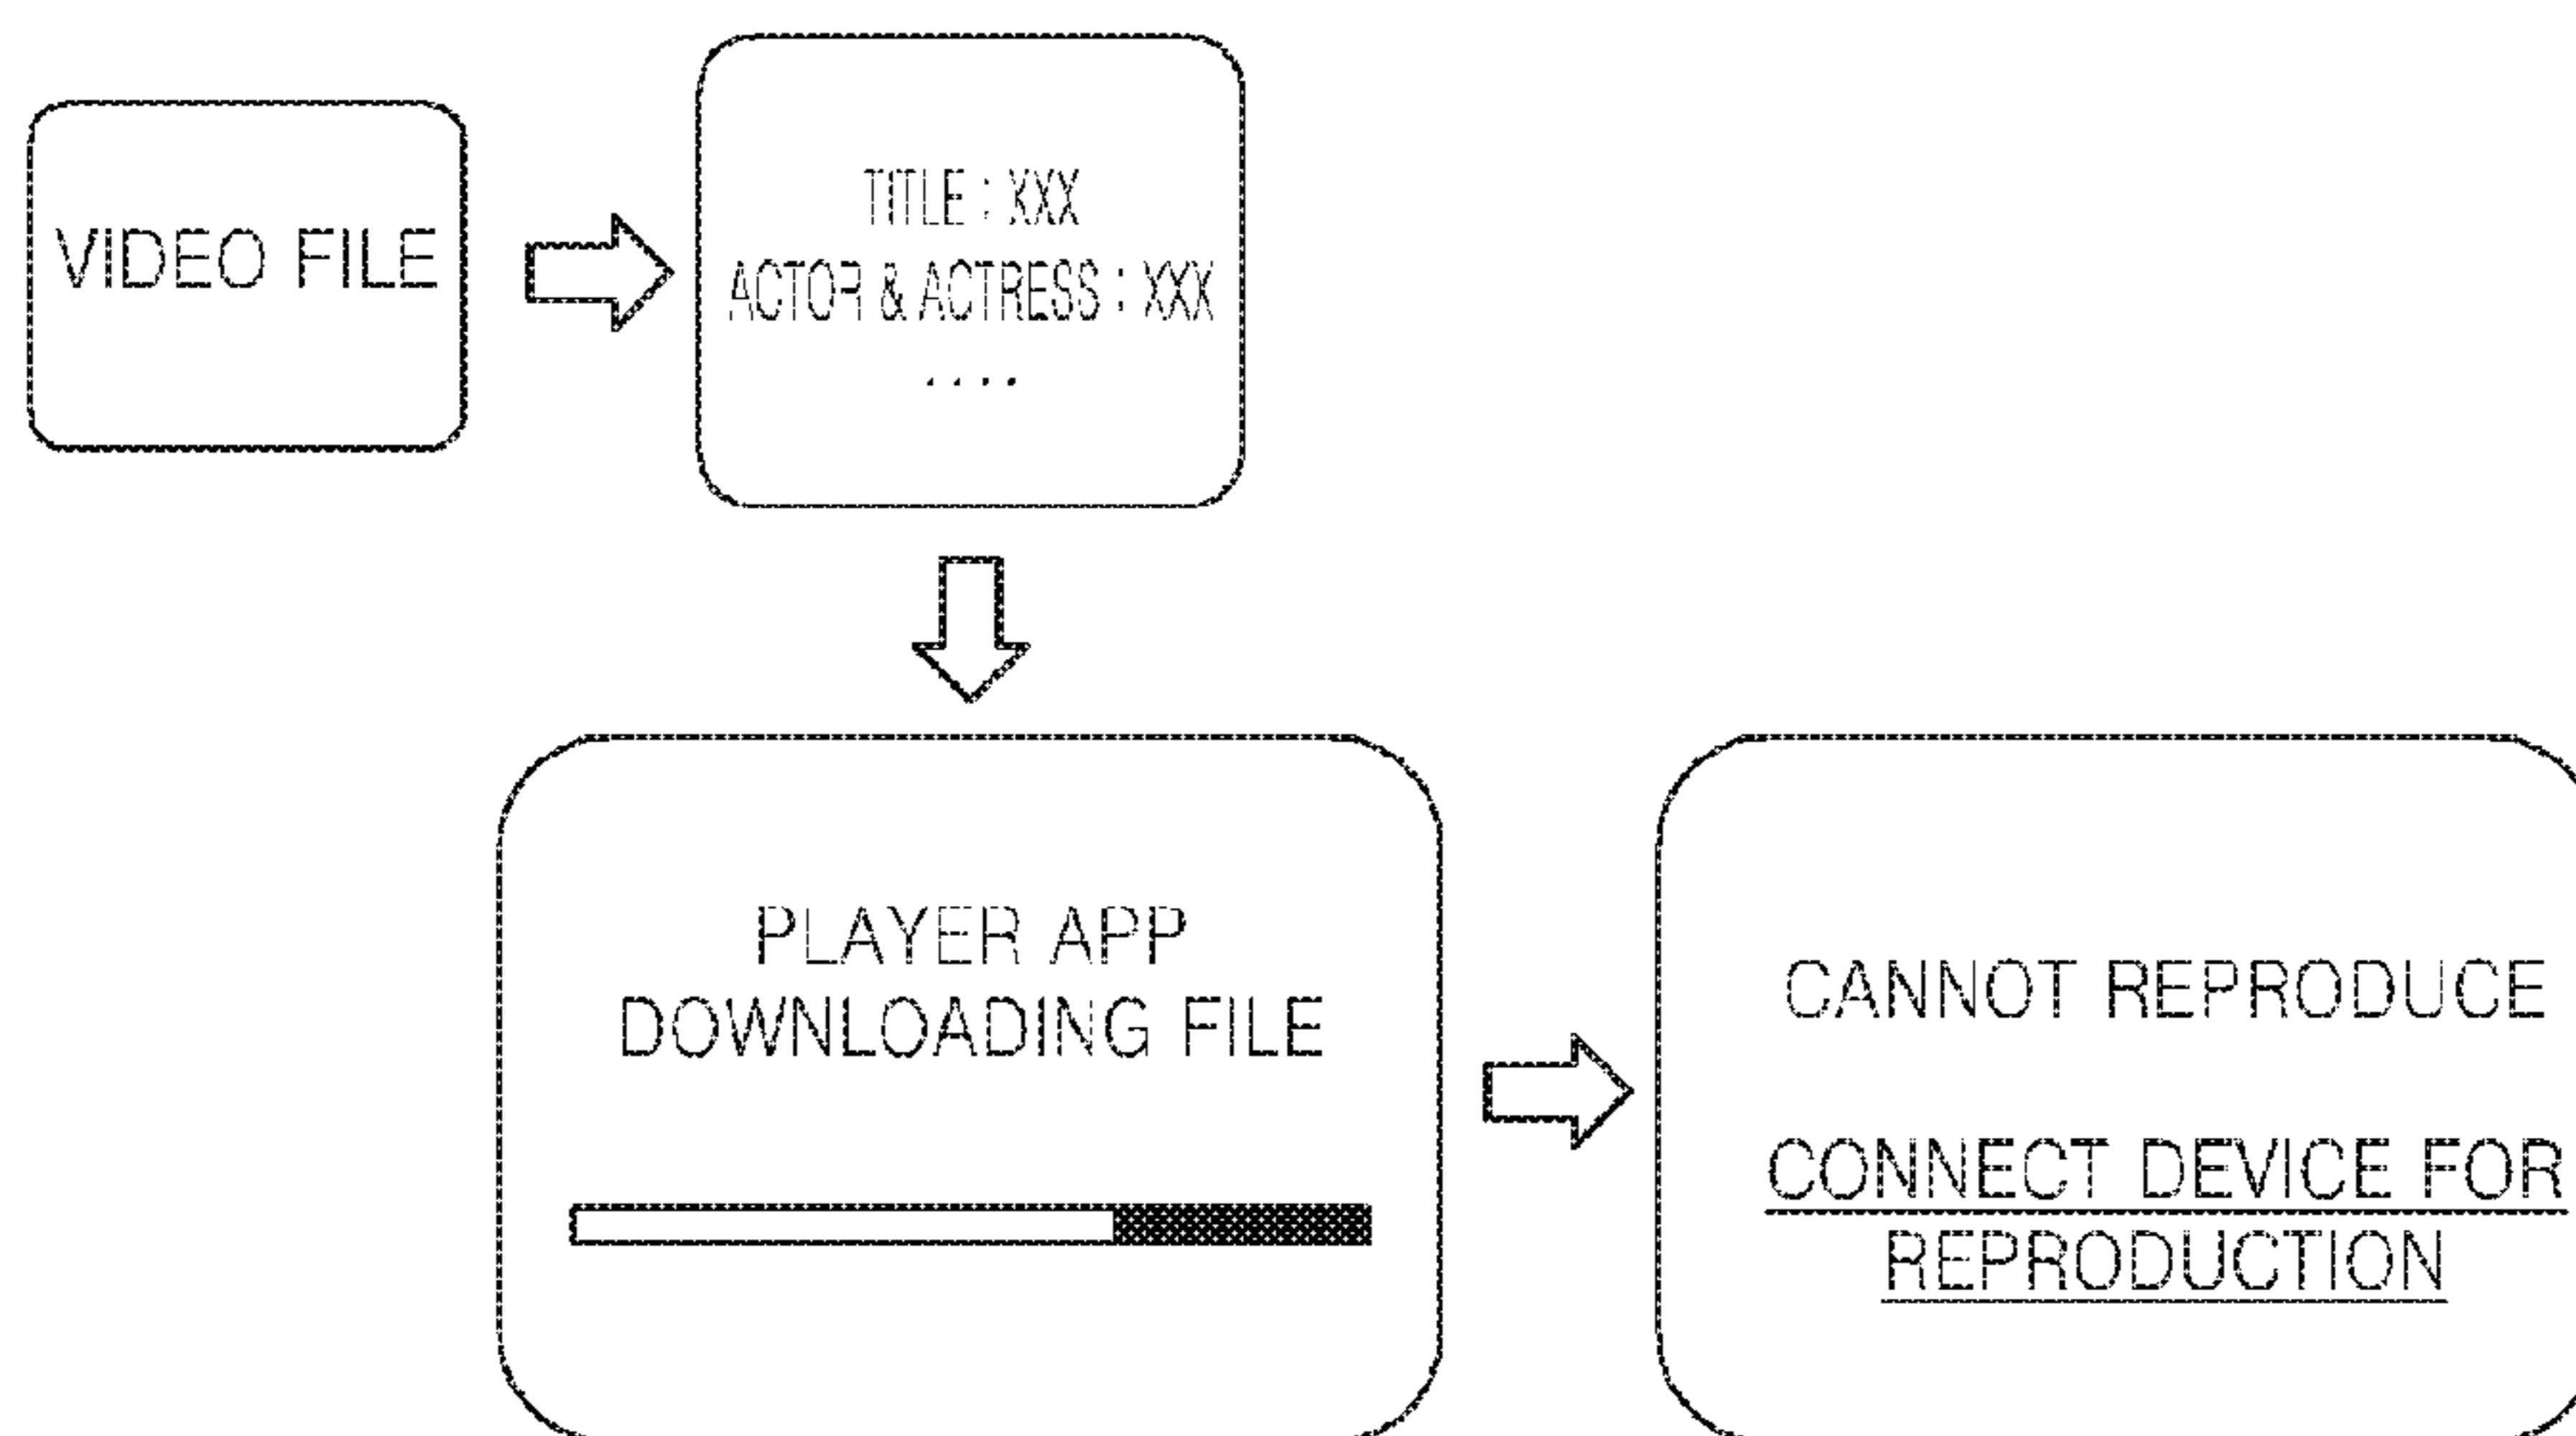 VIDEO FILE
TITLE : XXX
ACTOR & ACTRESS : XXX
....
PLAYER APP
DOWNLOADING FILE
CANNOT REPRODUCE
CONNECT DEVICE FOR
REPRODUCTION